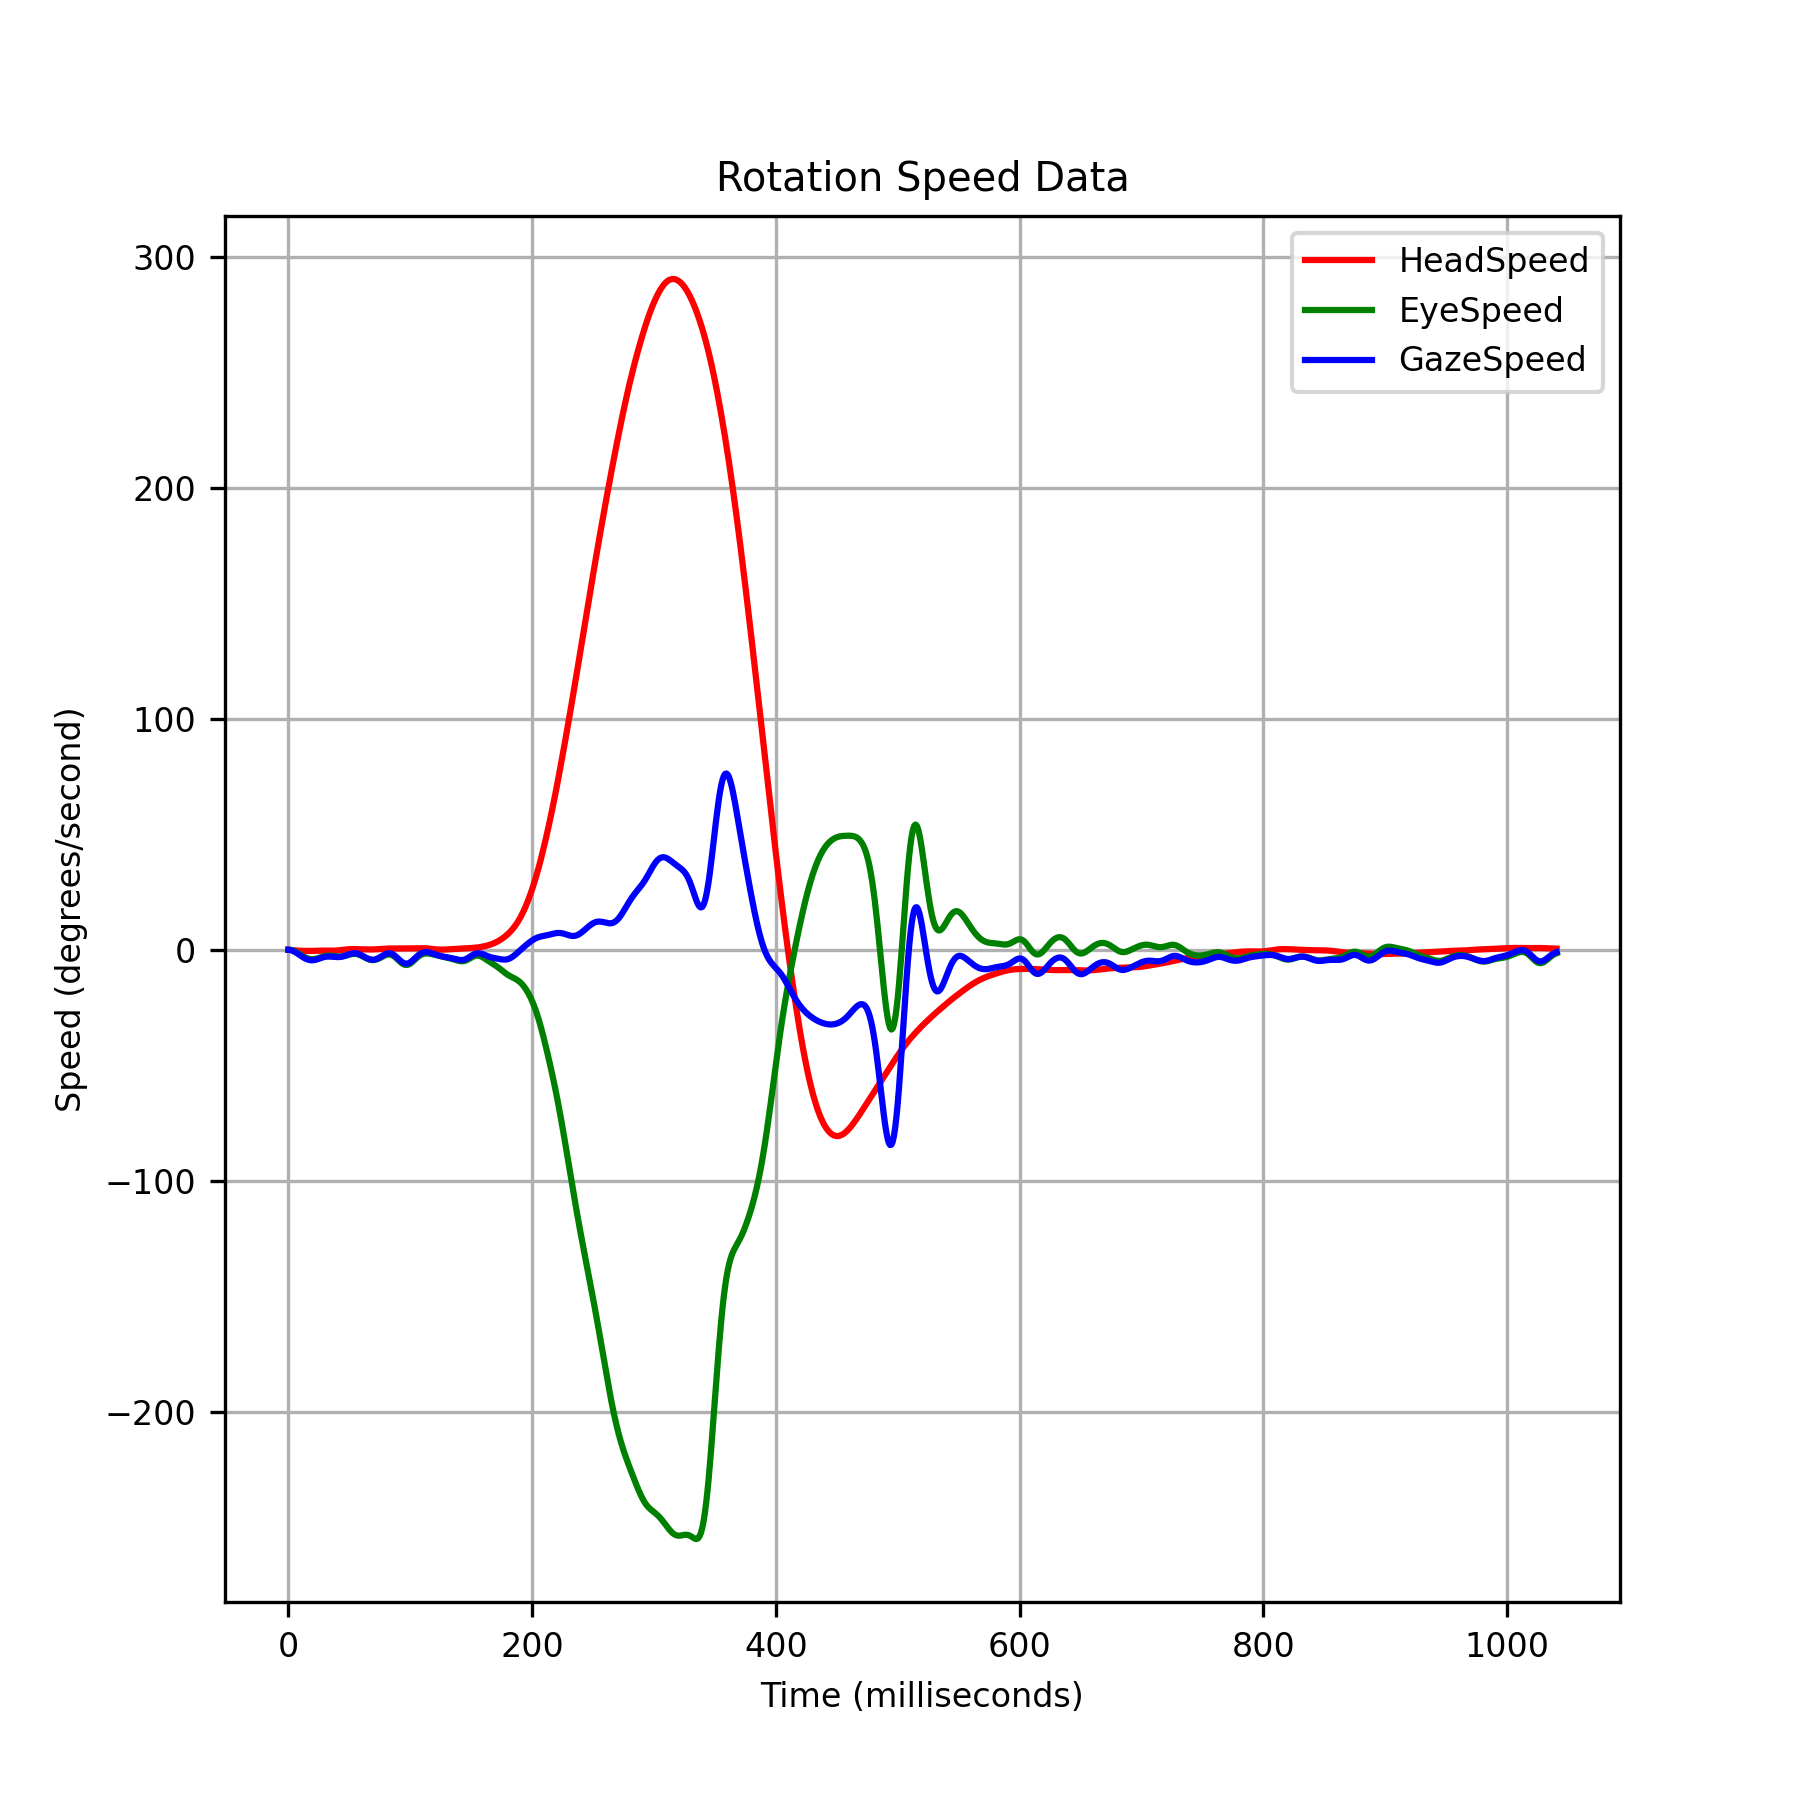 Rotation Speed Data
HeadSpeed
EyeSpeed
GazeSpeed
300
200
100
0
−100
−200
Speed (degrees/second)
0 200 400 600 800 1000
Time (milliseconds)